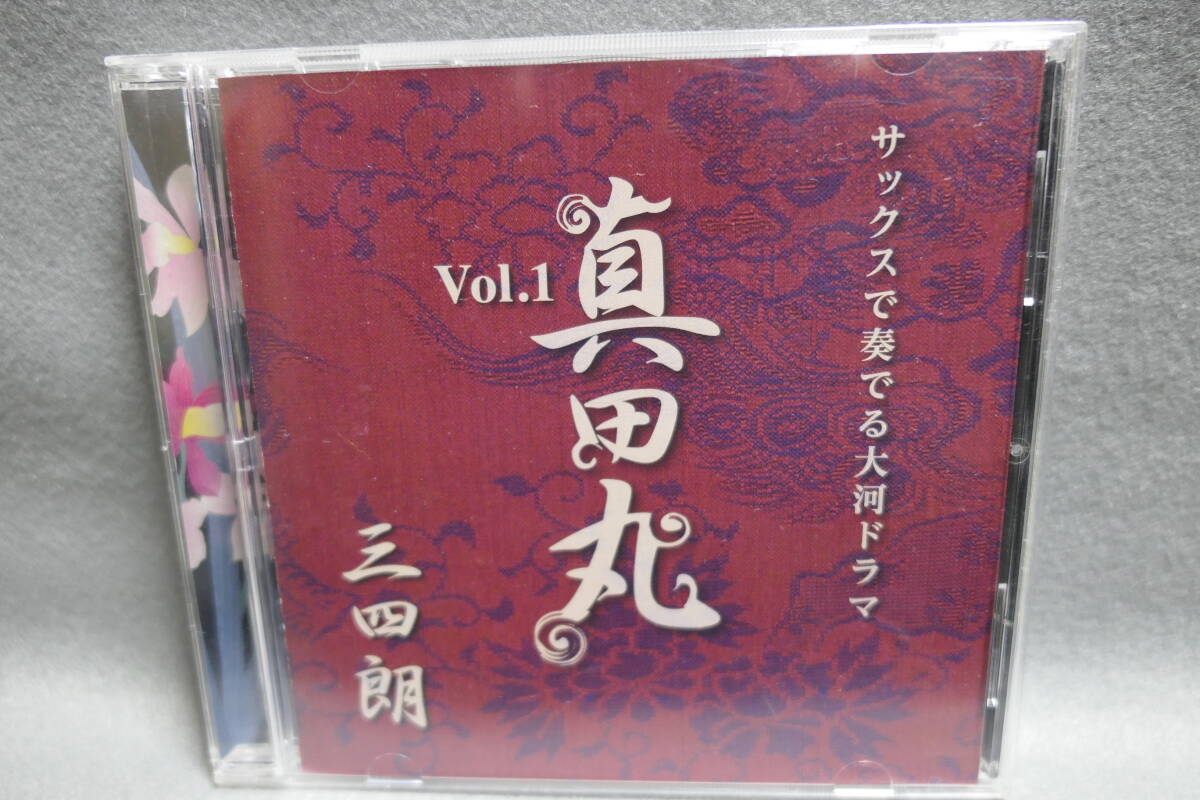 サックスで奏でる大河ドラマ
真田丸
Vol.1
三四朗